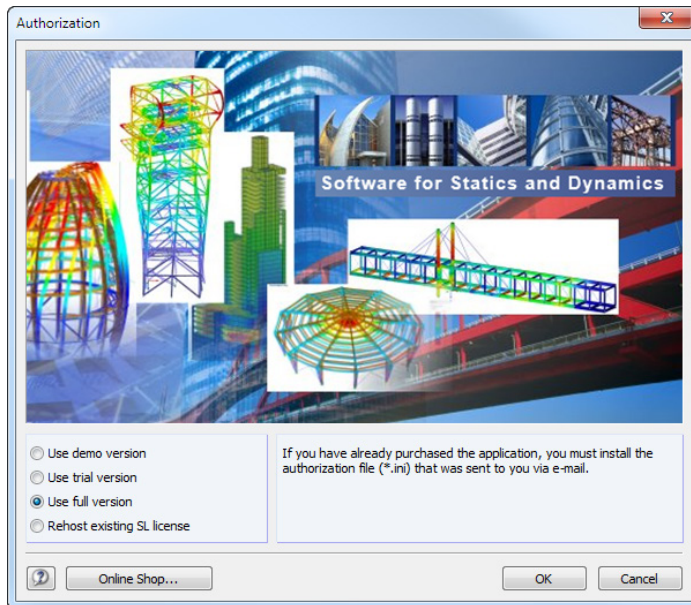 Authorization
Software for Statics and Dynamics
Use demo version
Use trial version
Use full version
Rehost existing SL license
If you have already purchased the application, you must install the
authorization file (*.ini) that was sent to you via e-mail.
?
Online Shop...
OK
Cancel